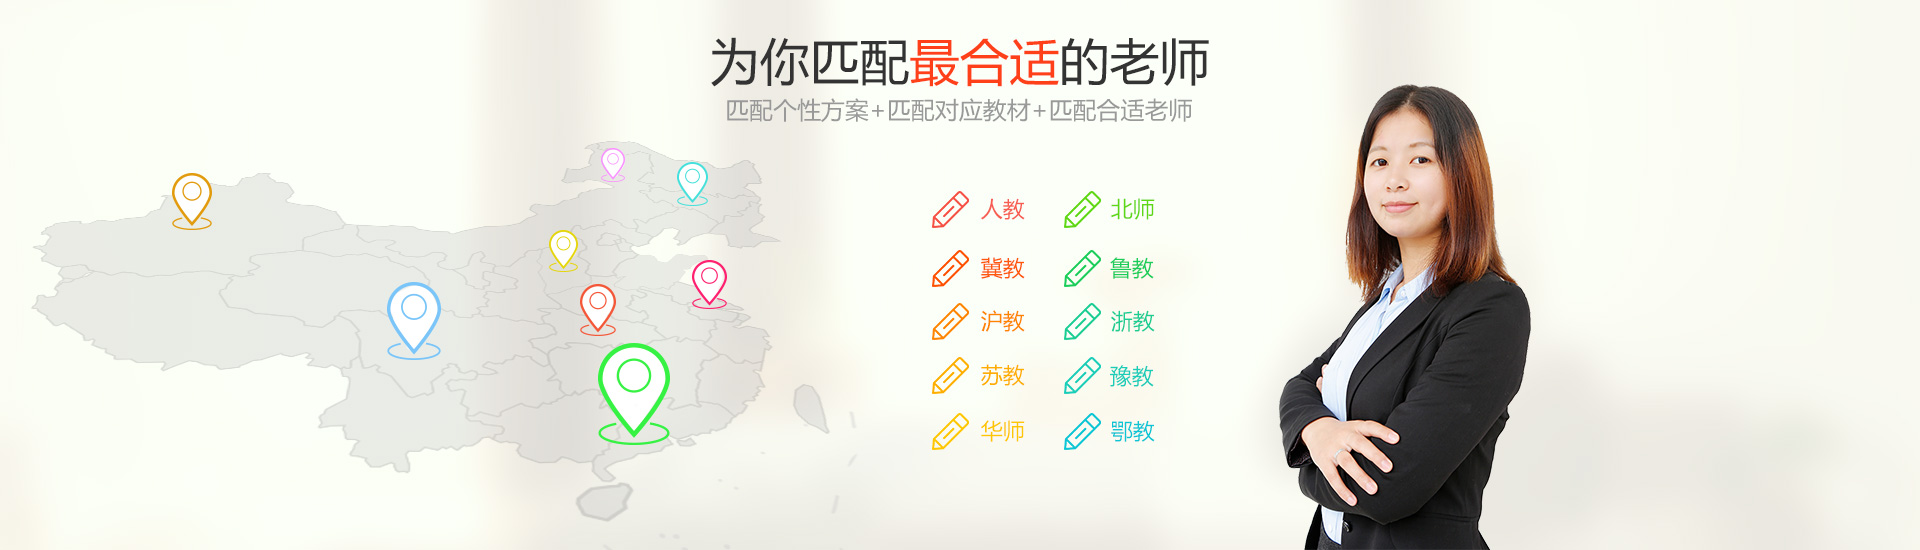 为你匹配最合适的老师
匹配个性方案+匹配对应教材+匹配合适老师
人教 北师
冀教 鲁教
沪教 浙教
苏教 豫教
华师 鄂教